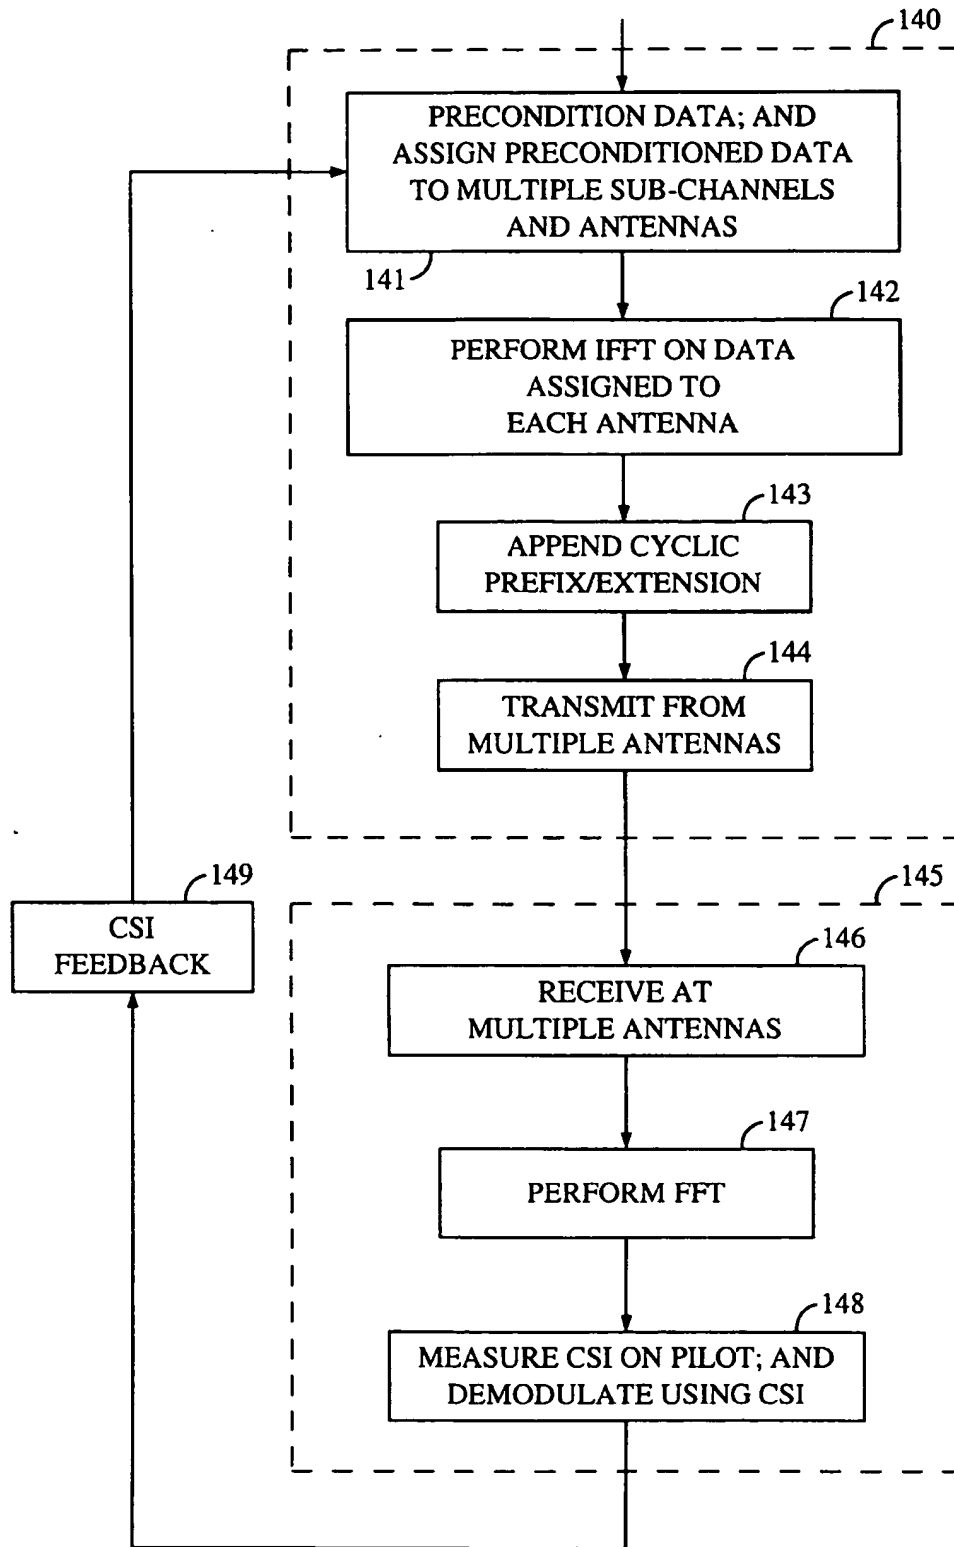 140
PRECONDITION DATA; AND
ASSIGN PRECONDITIONED DATA
TO MULTIPLE SUB-CHANNELS
AND ANTENNAS
141
142
PERFORM IFFT ON DATA
ASSIGNED TO
EACH ANTENNA
143
APPEND CYCLIC
PREFIX/EXTENSION
144
TRANSMIT FROM
MULTIPLE ANTENNAS
149
CSI
FEEDBACK
145
146
RECEIVE AT
MULTIPLE ANTENNAS
147
PERFORM FFT
148
MEASURE CSI ON PILOT; AND
DEMODULATE USING CSI